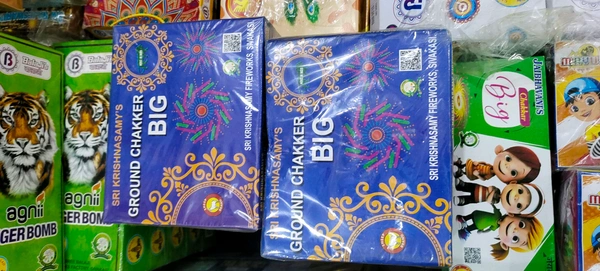 agnii
GER BOMB
agnii
TIGER BOMB
SRI KRISHNASAMY'S
GROUND CHAKKER
BIG
SRI KRISHNASAMY FIREWORKS, SIVAKASI.
SRI KRISHNASAMY'S
GROUND CHAKKER
BIG
SRI KRISHNASAMY FIREWORKS, SIVAKASI.
Chakkar
Big